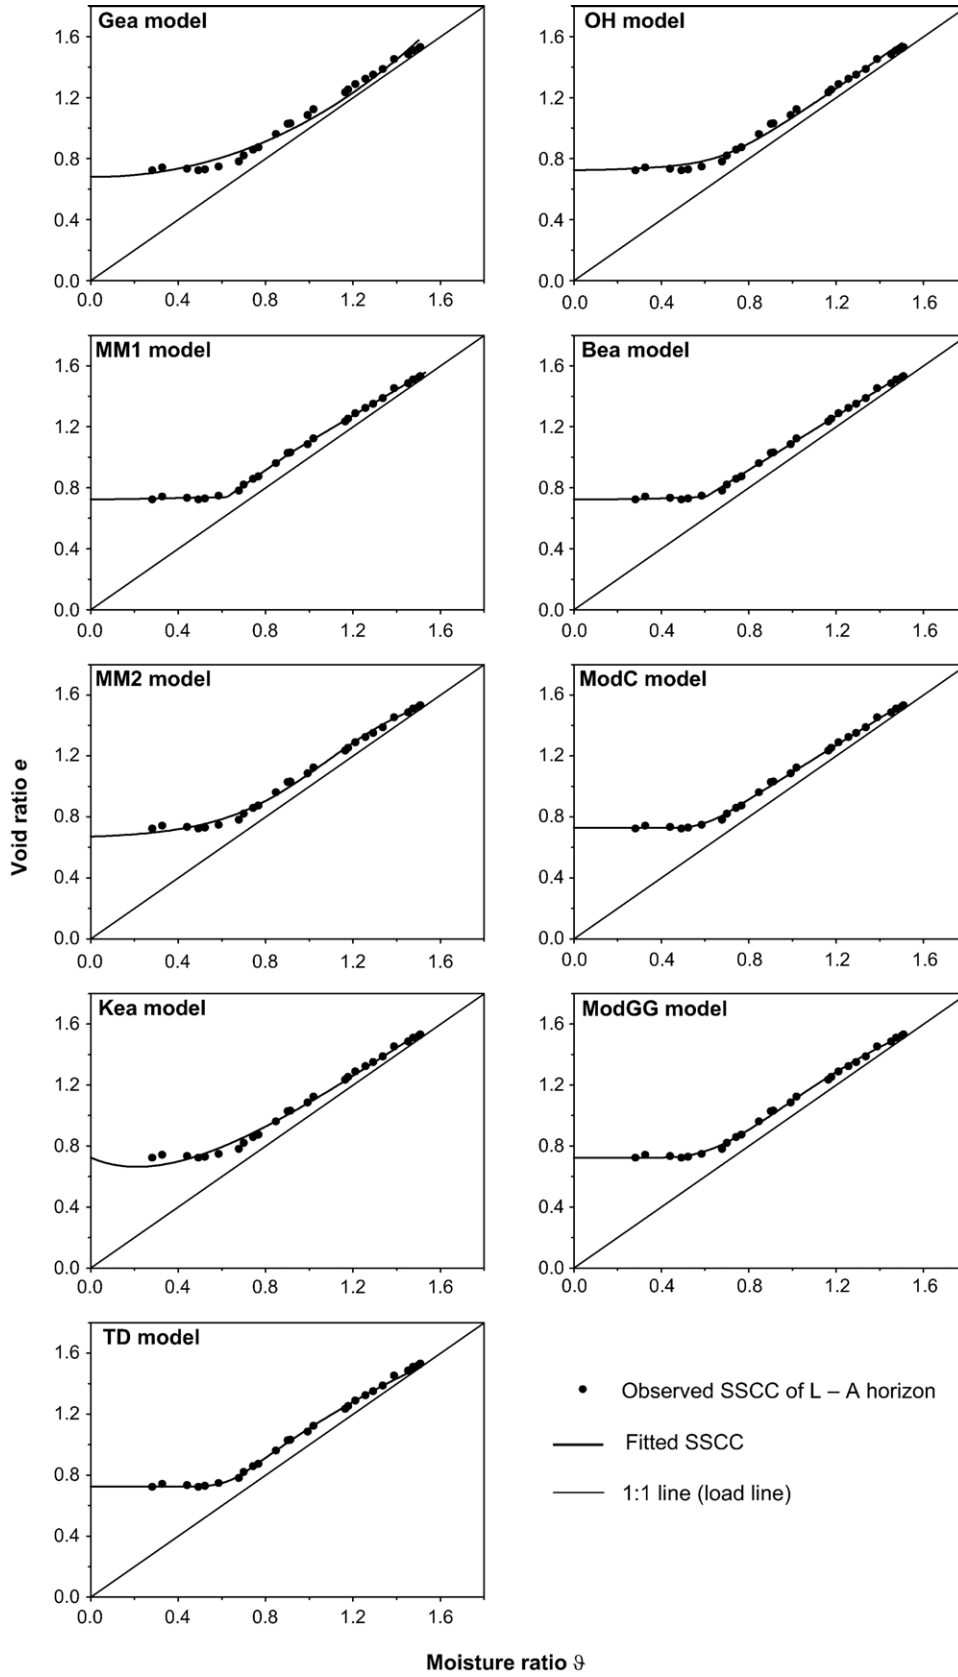 Gea model
1.6
1.2
0.8
0.4
0.0
0.0 0.4 0.8 1.2 1.6
OH model
1.6
1.2
0.8
0.4
0.0
0.0 0.4 0.8 1.2 1.6
MM1 model
1.6
1.2
0.8
0.4
0.0
0.0 0.4 0.8 1.2 1.6
Bea model
1.6
1.2
0.8
0.4
0.0
0.0 0.4 0.8 1.2 1.6
MM2 model
1.6
1.2
0.8
0.4
0.0
0.0 0.4 0.8 1.2 1.6
ModC model
1.6
1.2
0.8
0.4
0.0
0.0 0.4 0.8 1.2 1.6
Void ratio e
Kea model
1.6
1.2
0.8
0.4
0.0
0.0 0.4 0.8 1.2 1.6
ModGG model
1.6
1.2
0.8
0.4
0.0
0.0 0.4 0.8 1.2 1.6
TD model
1.6
1.2
0.8
0.4
0.0
0.0 0.4 0.8 1.2 1.6
Observed SSCC of L – A horizon
Fitted SSCC
1:1 line (load line)
Moisture ratio ϑ